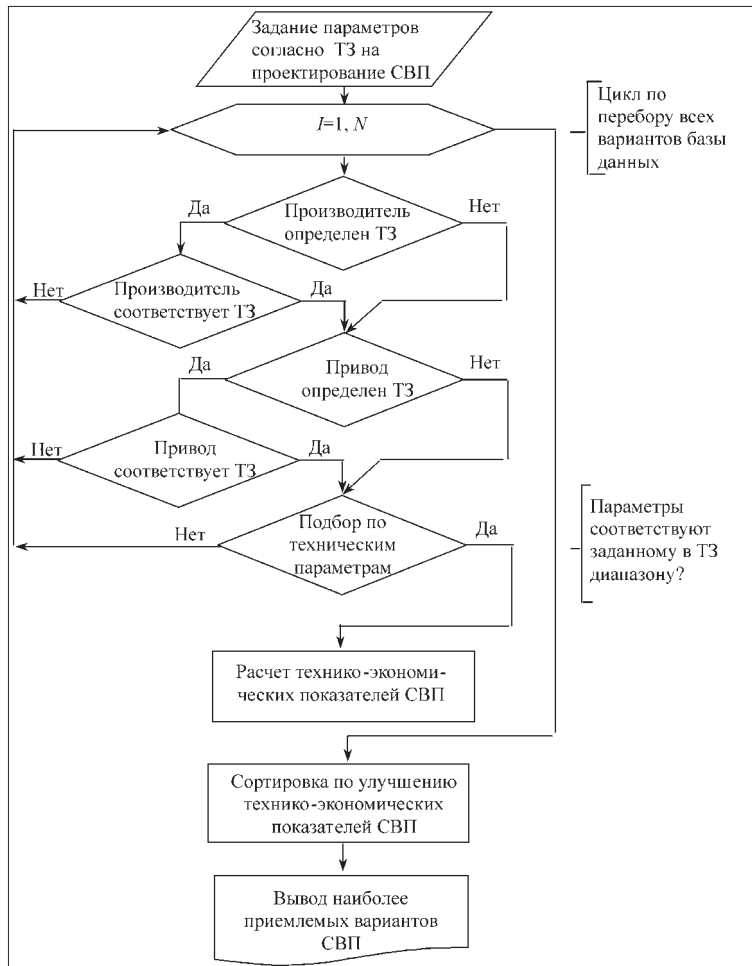 Задание параметров
согласно ТЗ на
проектирование СВП
I=1, N
Цикл по
перебору всех
вариантов базы
данных
Да
Производитель
определен ТЗ
Нет
Нет
Производитель
соответствует ТЗ
Да
Да
Привод
определен ТЗ
Нет
Нет
Привод
соответствует ТЗ
Да
Нет
Подбор по
техническим
параметрам
Да
Параметры
соответствуют
заданному в ТЗ
диапазону?
Расчет технико-экономи-
ческих показателей СВП
Сортировка по улучшению
технико-экономических
показателей СВП
Вывод наиболее
приемлемых вариантов
СВП